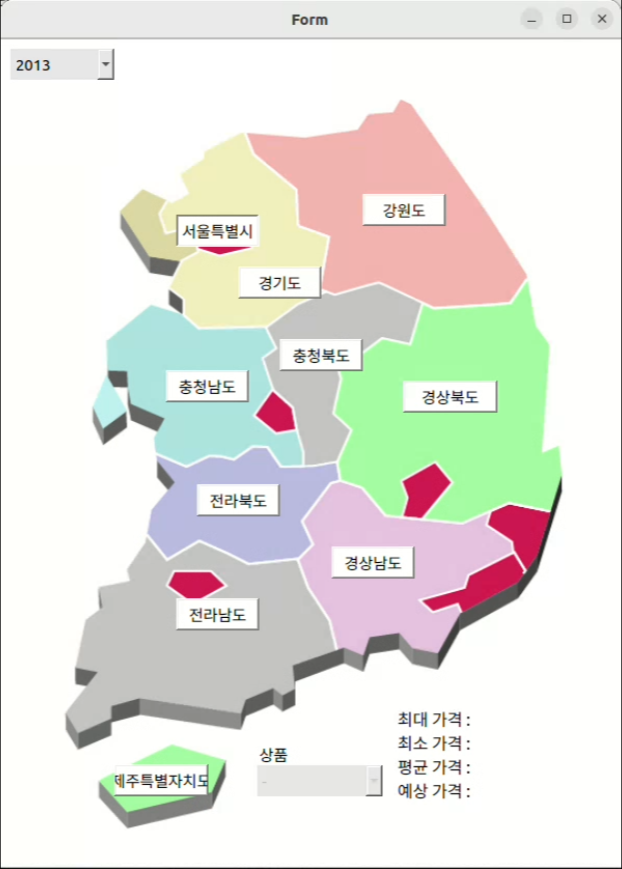 Form
2013
강원도
서울특별시
경기도
충청북도
충청남도
경상북도
전라북도
경상남도
전라남도
최대 가격 :
최소 가격 :
평균 가격 :
예상 가격 :
상품
-
제주특별자치도